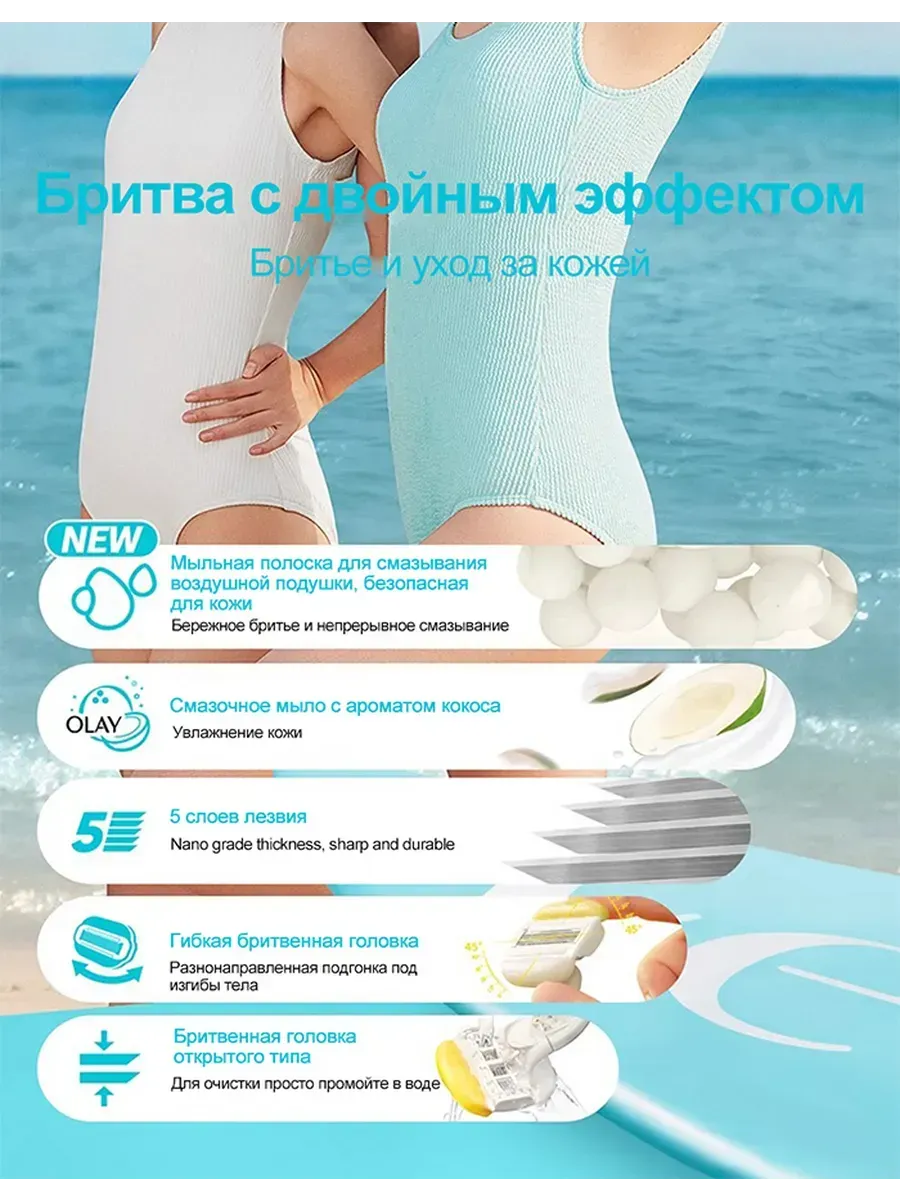 Бритва с двойным эффектом
Бритье и уход за кожей
NEW
Мыльная полоска для смазывания
воздушной подушки, безопасная
для кожи
Бережное бритье и непрерывное смазывание
OLAY
Смазочное мыло с ароматом кокоса
Увлажнение кожи
5
5 слоев лезвия
Nano grade thickness, sharp and durable
Гибкая бритвенная головка
Разнонаправленная подгонка под
изгибы тела
45°
45°
Бритвенная головка
открытого типа
Для очистки просто промойте в воде